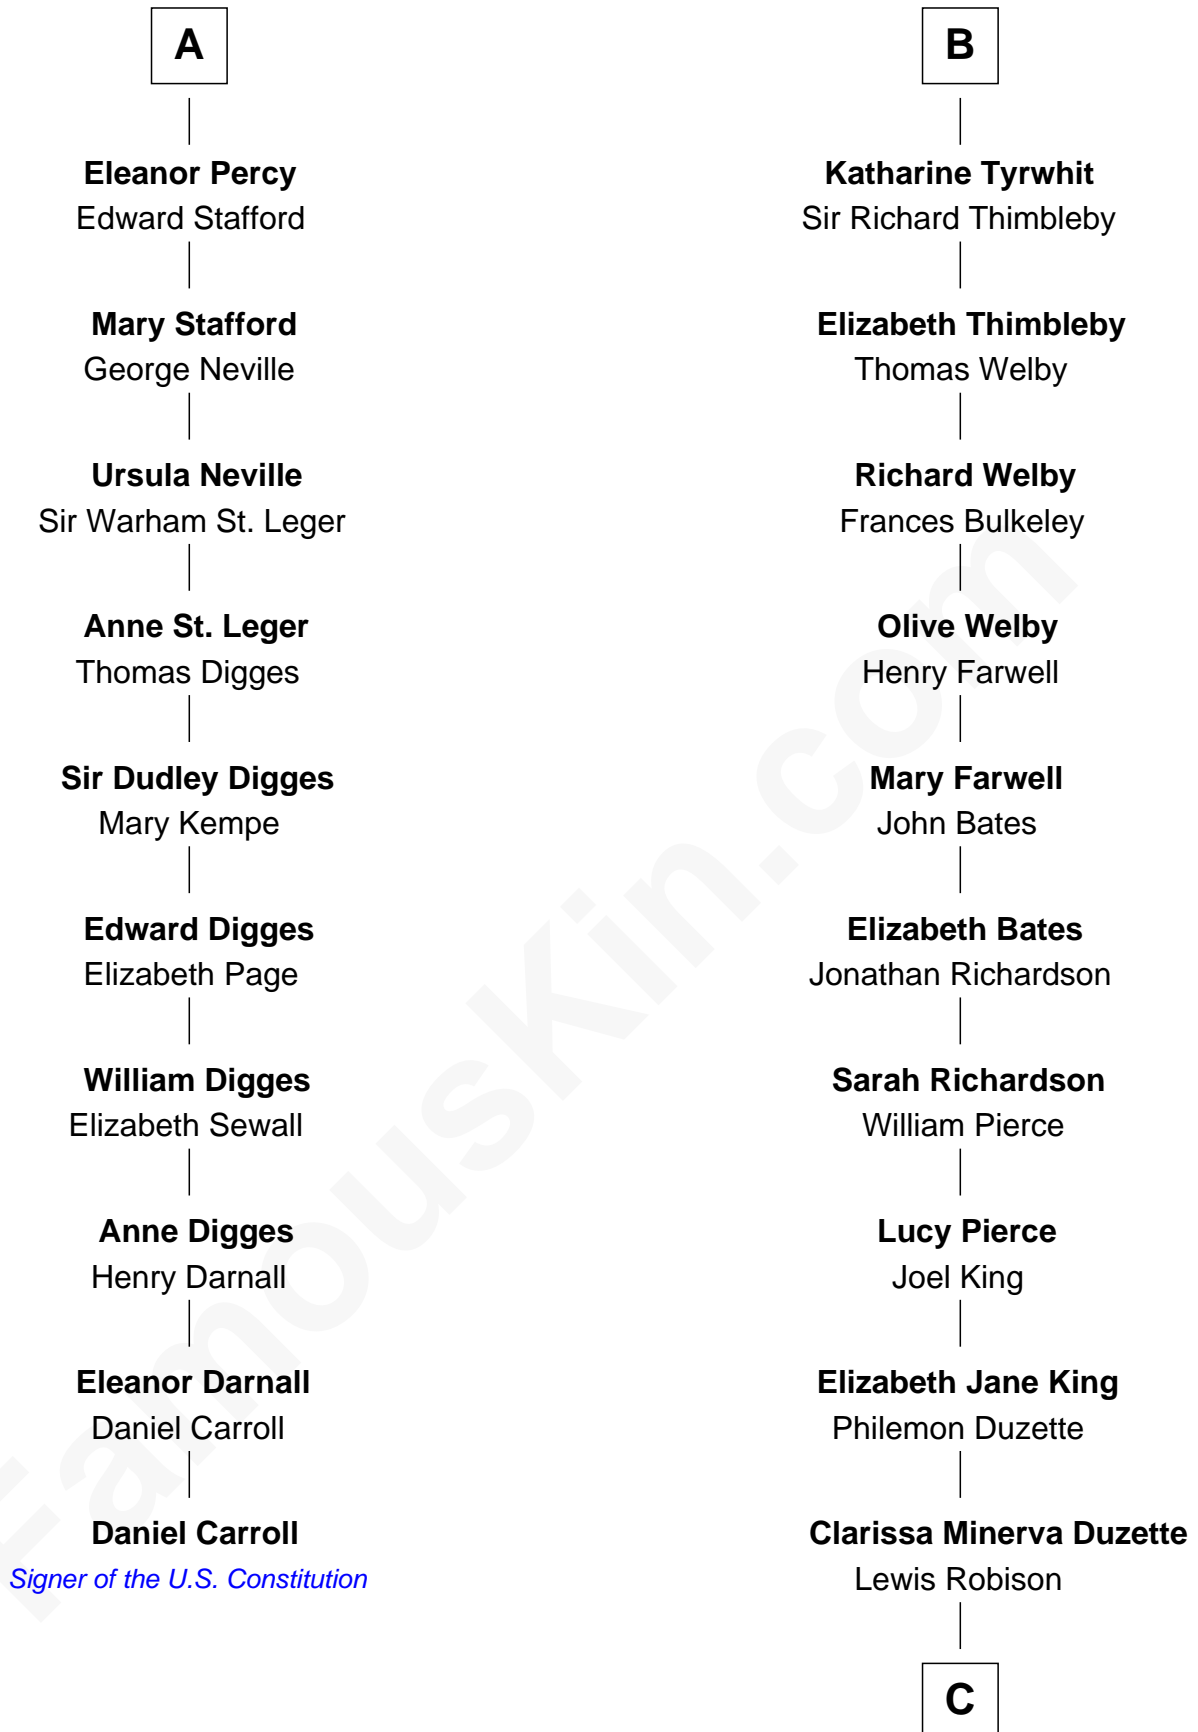 A
Eleanor Percy
Edward Stafford
Mary Stafford
George Neville
Ursula Neville
Sir Warham St. Leger
Anne St. Leger
Thomas Digges
Sir Dudley Digges
Mary Kempe
Edward Digges
Elizabeth Page
William Digges
Elizabeth Sewall
Anne Digges
Henry Darnall
Eleanor Darnall
Daniel Carroll
Daniel Carroll
Signer of the U.S. Constitution
B
Katharine Tyrwhit
Sir Richard Thimbleby
Elizabeth Thimbleby
Thomas Welby
Richard Welby
Frances Bulkeley
Olive Welby
Henry Farwell
Mary Farwell
John Bates
Elizabeth Bates
Jonathan Richardson
Sarah Richardson
William Pierce
Lucy Pierce
Joel King
Elizabeth Jane King
Philemon Duzette
Clarissa Minerva Duzette
Lewis Robison
C
FamousKin.com